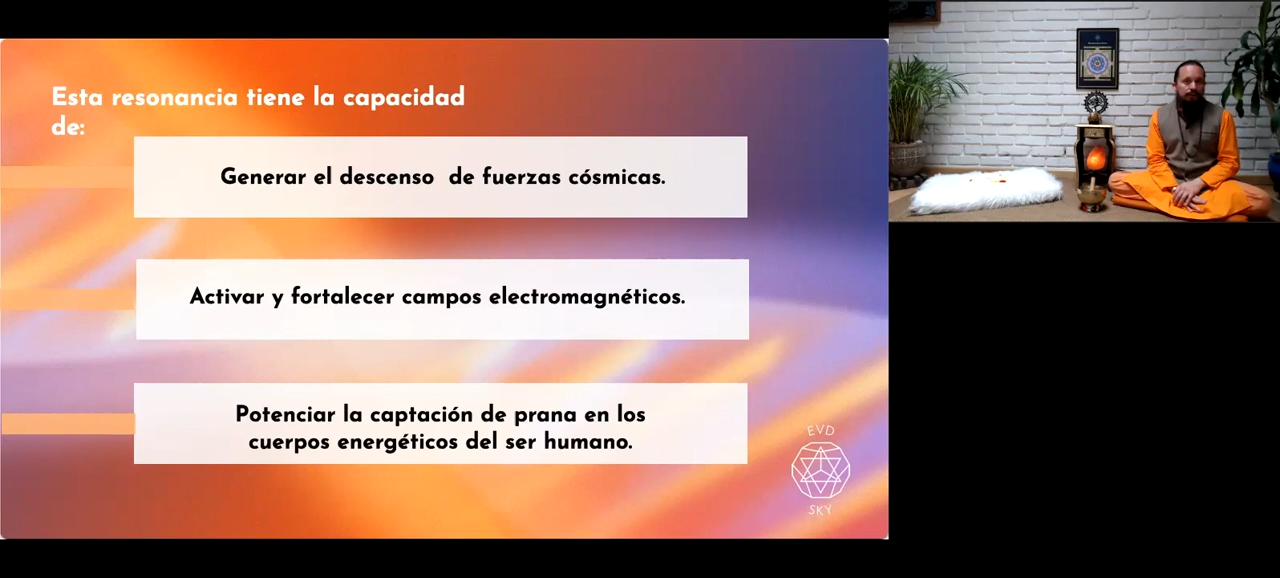 Esta resonancia tiene la capacidad
de:
Generar el descenso  de fuerzas cósmicas.
Activar y fortalecer campos electromagnéticos.
Potenciar la captación de prana en los
cuerpos energéticos del ser humano.
EVD
SKY